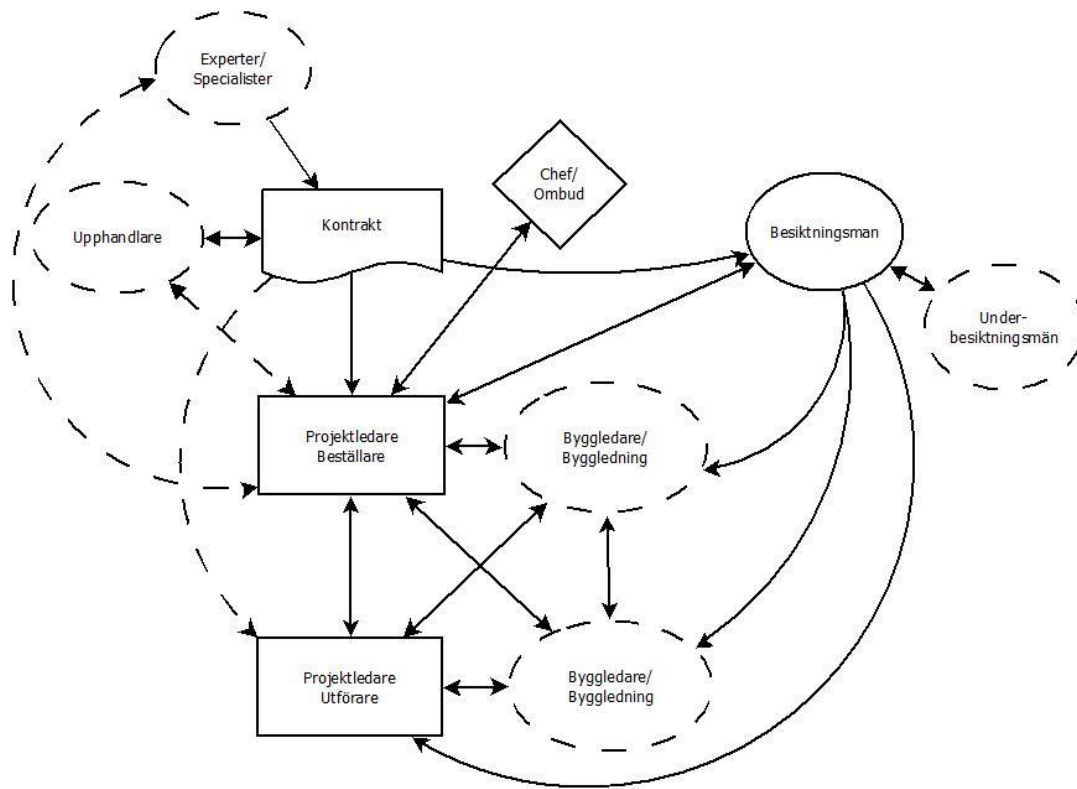 Experter/
Specialister
Chef/
Ombud
Upphandlare
Kontrakt
Besiktningsman
Under-
besiktningsmän
Projektledare
Beställare
Byggledare/
Byggledning
Projektledare
Utförare
Byggledare/
Byggledning